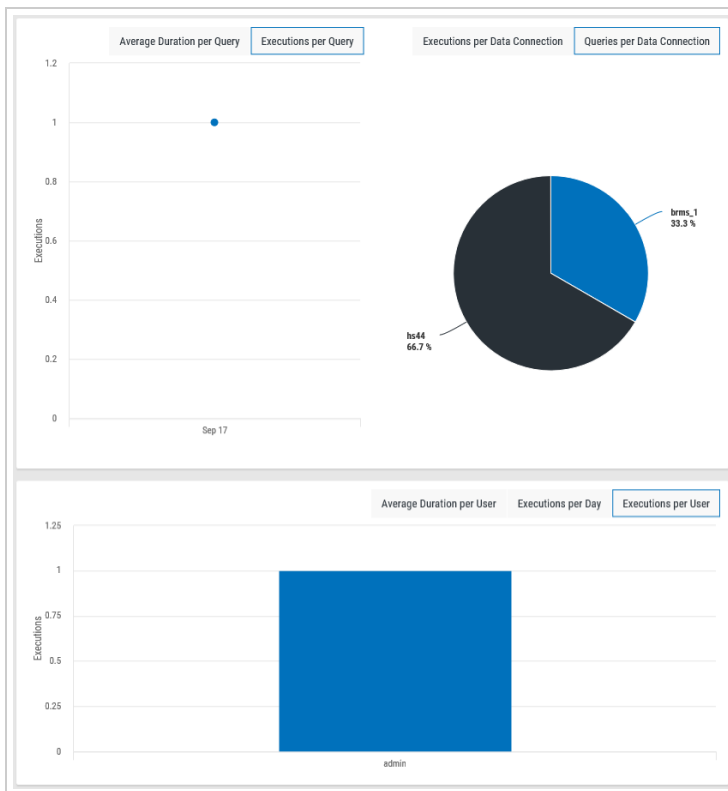 Average Duration per Query
Executions per Query
1.2
1
0.8
0.6
0.4
0.2
0
Executions
Sep 17
Executions per Data Connection
Queries per Data Connection
brms_1
33.3 %
hs44
66.7 %
Average Duration per User
Executions per Day
Executions per User
1.25
1
0.75
0.5
0.25
0
Executions
admin